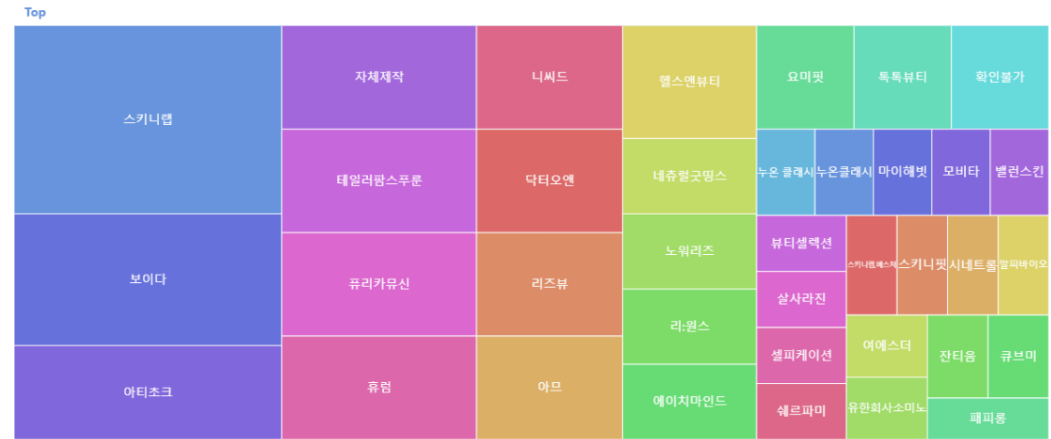 Top
스키니랩
보이다
아티초크
자체제작
테일러팜스푸룬
퓨리카뮤신
휴럼
니씨드
닥터오앤
리즈뷰
아므
헬스앤뷰티
네츄럴굿띵스
노워리즈
리:원스
에이치마인드
요미핏
톡톡뷰티
확인불가
누온 클래시
누온클래시
마이해빗
모비타
밸런스킨
뷰티셀렉션
살사라진
셀피케이션
쉐르파미
스키니핏
시네트롤
여에스더
유한회사소미노
잔티움
큐브미
패피롱